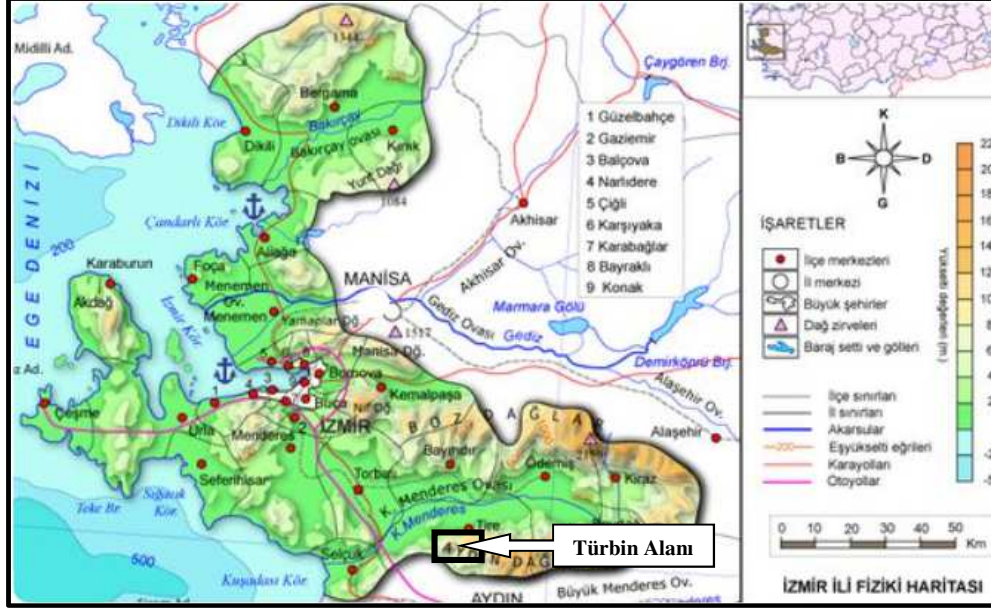 Midilli Ad.
1344
Bergama
Bakırçay
Dikili Kör.
Dikili
Bakırçay ovası
Kınık
Yunt Dağı
1084
Çandarlı Kör.
Aliağa
EGE DENİZİ
200
Karaburun
Akdağ
Foça
Menemen Ov.
Menemen
İzmir Kör.
MANİSA
Yamanlar Dğ.
Manisa Dğ.
1517
Akhisar
Akhisar Ov.
Gediz Ovası
Gediz
Marmara Gölü
Demirköprü Brj.
Çaygören Brj.
Alaşehir Ov.
Alaşehir
Bornova
Kemalpaşa
Buca
Nif Dğ.
İZMİR
Çeşme
Urla
Menderes
Seferihisar
Sığacık Kör.
Teke Br.
Torbalı
BOZ DAĞLAR
Bayındır
Ödemiş
Kiraz
K. Menderes Ovası
K.Menderes
Tire
Selçuk
Kuşadası Kör.
500
AYDIN
Büyük Menderes Ov.
Türbin Alanı
1 Güzelbahçe
2 Gaziemir
3 Balçova
4 Narlıdere
5 Çiğli
6 Karşıyaka
7 Karabağlar
8 Bayraklı
9 Konak
K
B D
G
İŞARETLER
İlçe merkezleri
İl merkezi
Büyük şehirler
Dağ zirveleri
Baraj setti ve gölleri
İlçe sınırları
İl sınırları
Akarsular
200 Eşyükselti eğrileri
Karayolları
Otoyollar
Yükselti değerleri (m.)
0 10 20 30 40 50
Km
İZMİR İLİ FİZİKİ HARİTASI